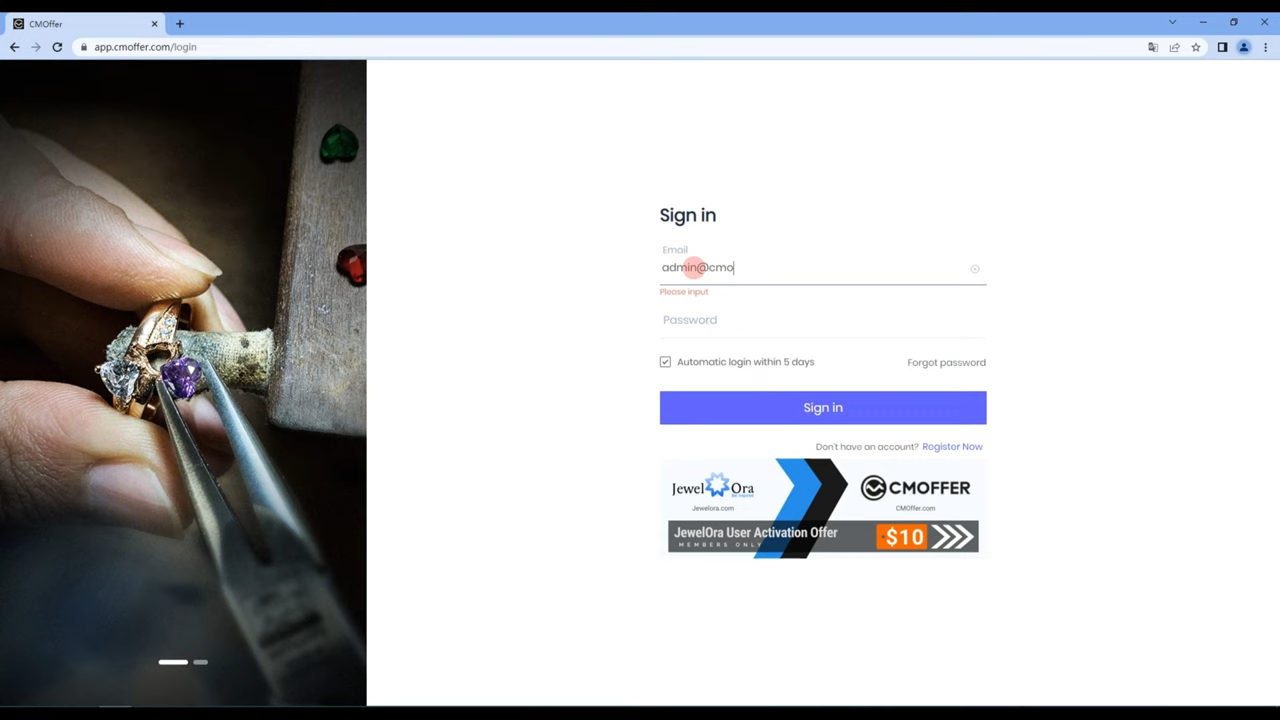 CMOffer
app.cmoffer.com/login
Sign in
Email
admin@cmo
Please input
Password
Automatic login within 5 days
Forgot password
Sign in
Don't have an account? Register Now
JewelOra
Be Inspired
Jewelora.com
CMOFFER
CMOffer.com
JewelOra User Activation Offer
MEMBERS ONLY
$10